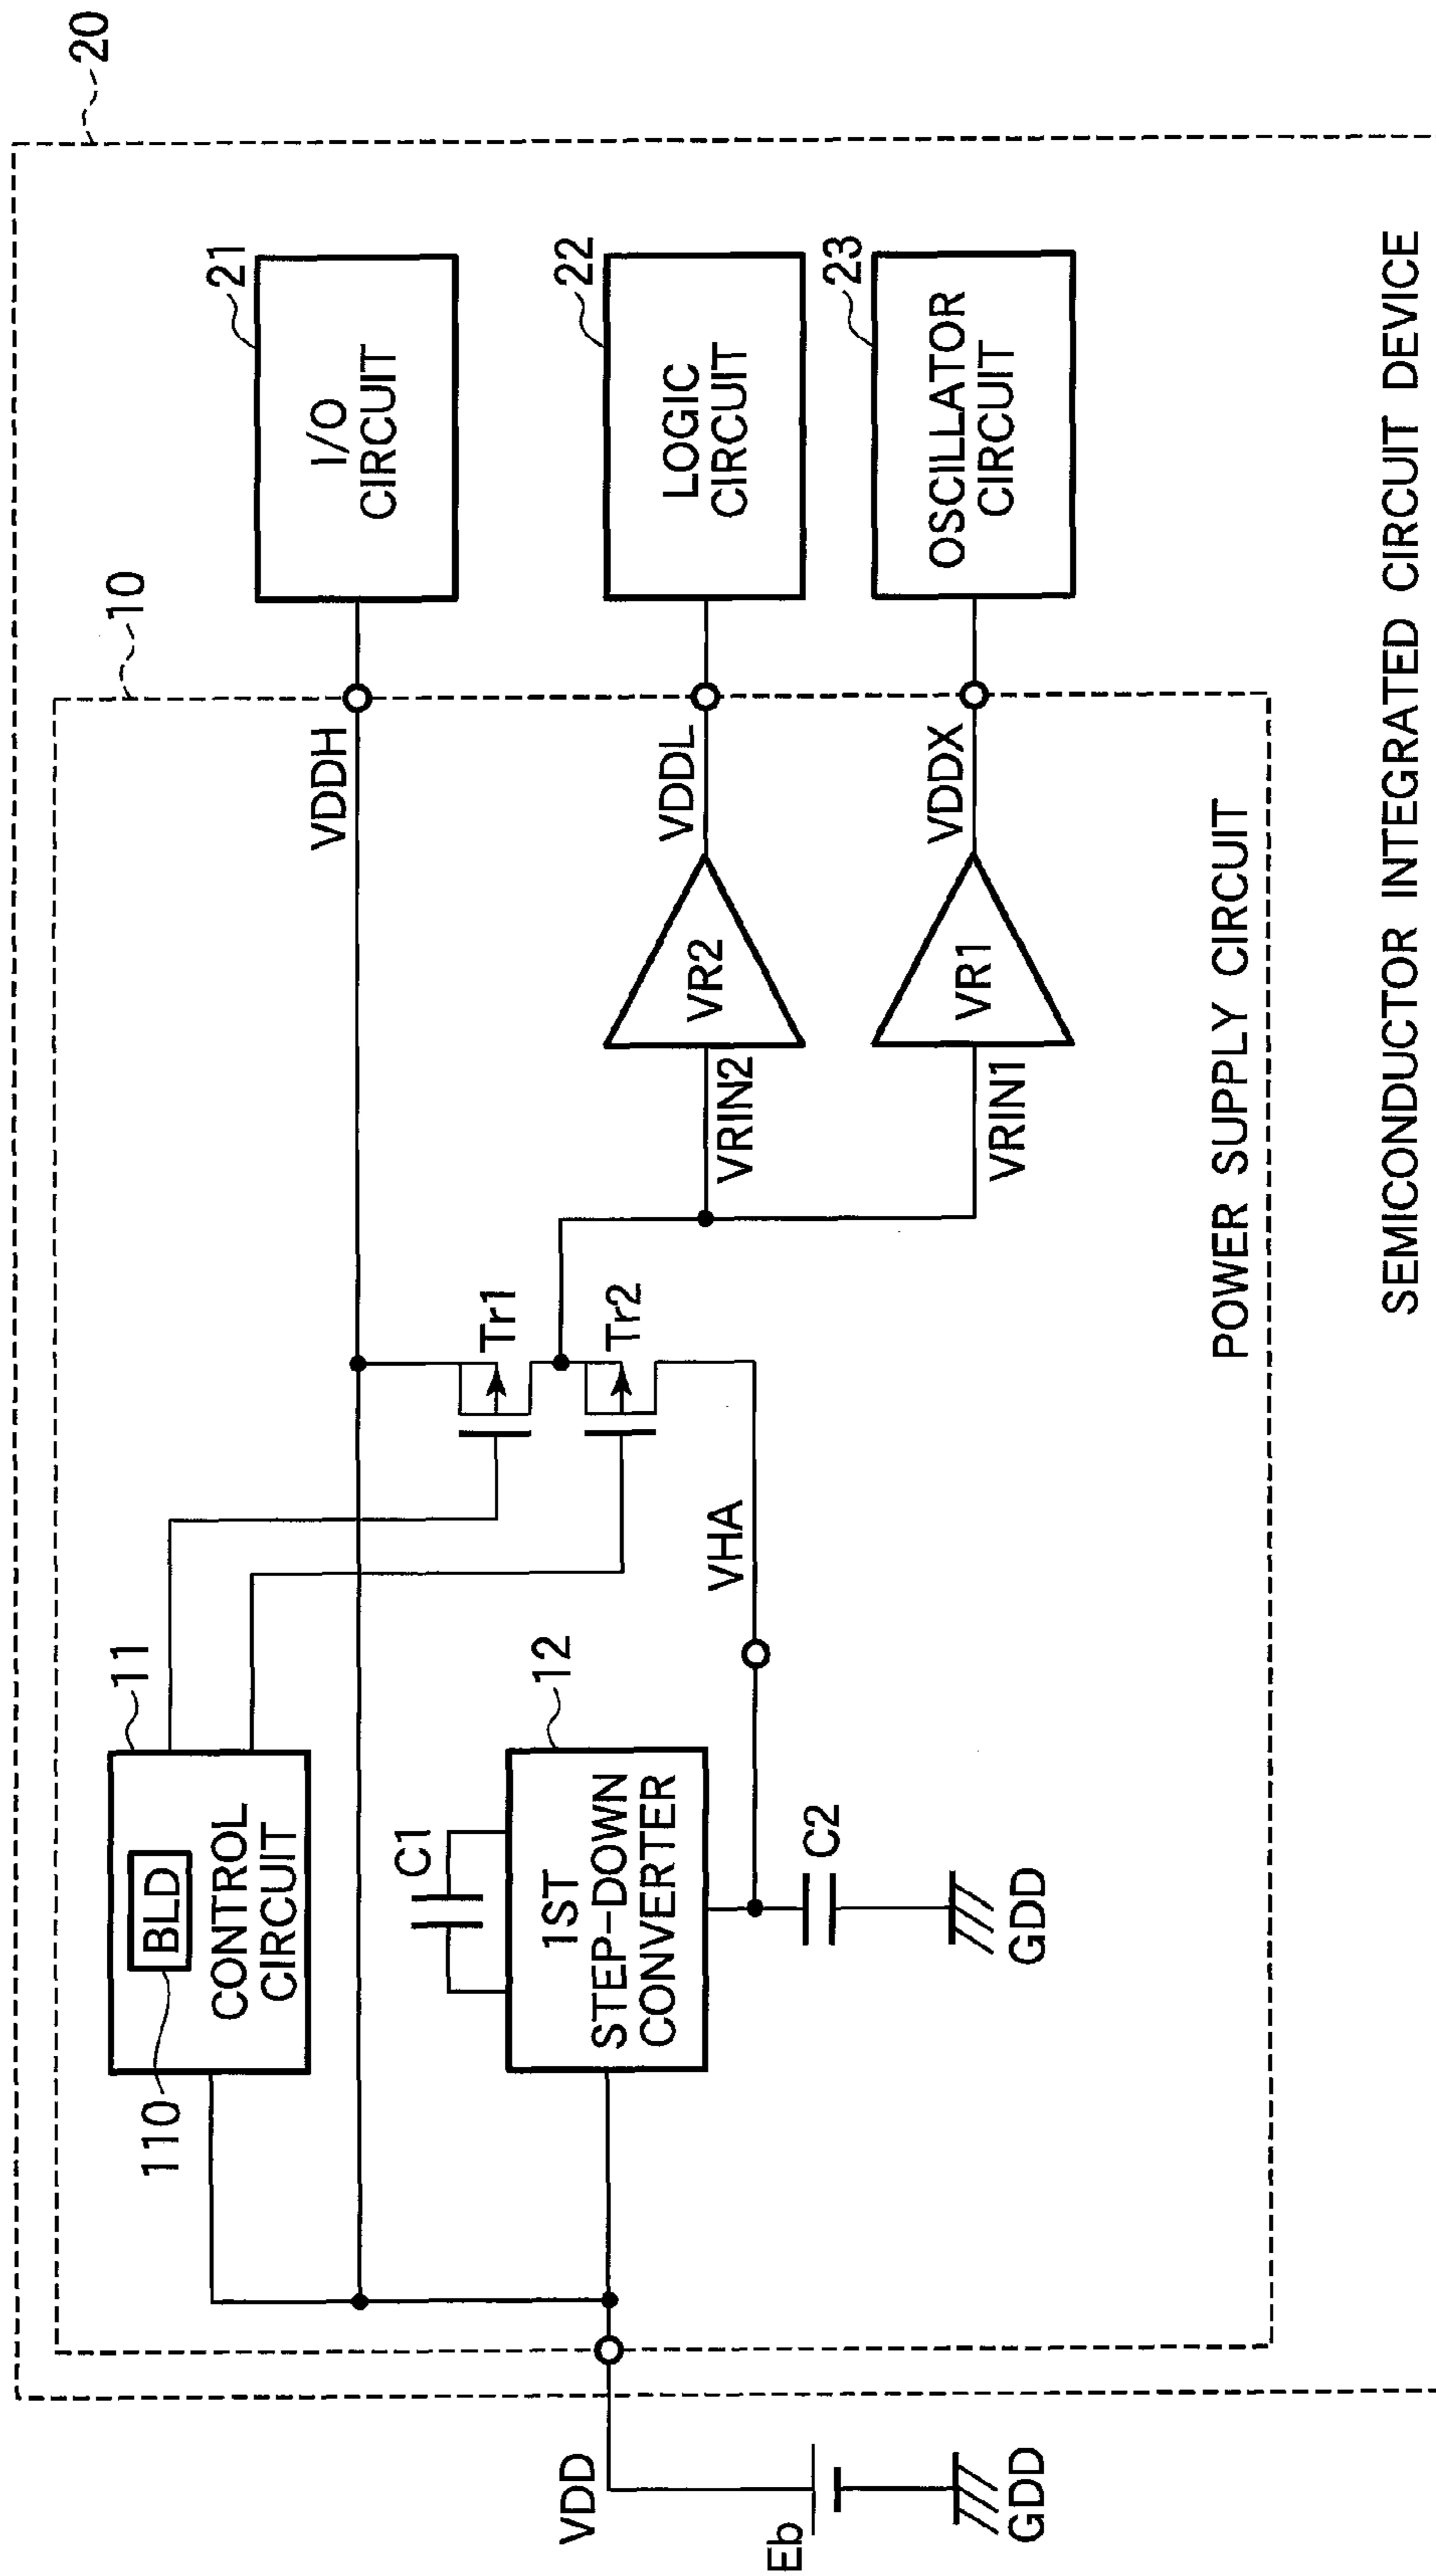 20
10
21
I/O
CIRCUIT
VDDH
11
BLD
110
CONTROL
CIRCUIT
Tr1
Tr2
22
LOGIC
CIRCUIT
VDDL
VR2
VRIN2
12
C1
1ST
STEP-DOWN
CONVERTER
VHA
23
OSCILLATOR
CIRCUIT
VDDX
VR1
VRIN1
C2
GDD
VDD
Eb
GDD
POWER SUPPLY CIRCUIT
SEMICONDUCTOR INTEGRATED CIRCUIT DEVICE